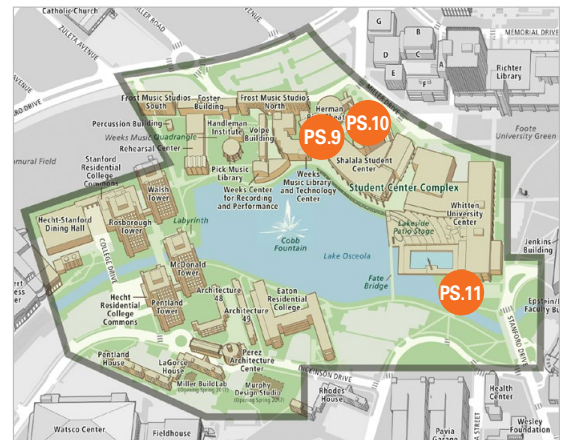 Catholic Church
ZULETA AVENUE
MILLER ROAD
MEMORIAL DRIVE
G
B
D
C
A
E
F
Richter
Library
MILLER DRIVE
Foote
University Green
Frost Music Studios
South
Foster
Building
Frost Music Studios
North
Herman
PS.9
PS.10
Percussion Building
Weeks Music Quadrangle
Rehearsal Center
Handleman
Institute
Volpe
Building
Pick Music
Library
Weeks Center
for Recording
and Performance
Weeks
Music Library
and Technology
Center
Shalala Student
Center
Student Center Complex
Stanford
Residential
College
Commons
Walsh
Tower
Hecht-Stanford
Dining Hall
Rosborough
Tower
Labyrinth
Cobb
Fountain
Lake Osceola
Lakeside
Patio Stage
Whitten
University
Center
Jenkins
Building
COLLEGE DRIVE
McDonald
Tower
Fate
Bridge
PS.11
Hecht
Residential
College
Commons
Pentland
Tower
Architecture
48
Architecture
49
Eaton
Residential
College
STANFORD DRIVE
Pentland
House
LaGorce
House
Perez
Architecture
Center
Miller BuildLab
Murphy
Design Studio
DICKINSON DRIVE
Rhodes
House
Health
Center
Watsco Center
Fieldhouse
Pavia
Garage
Wesley
Foundation